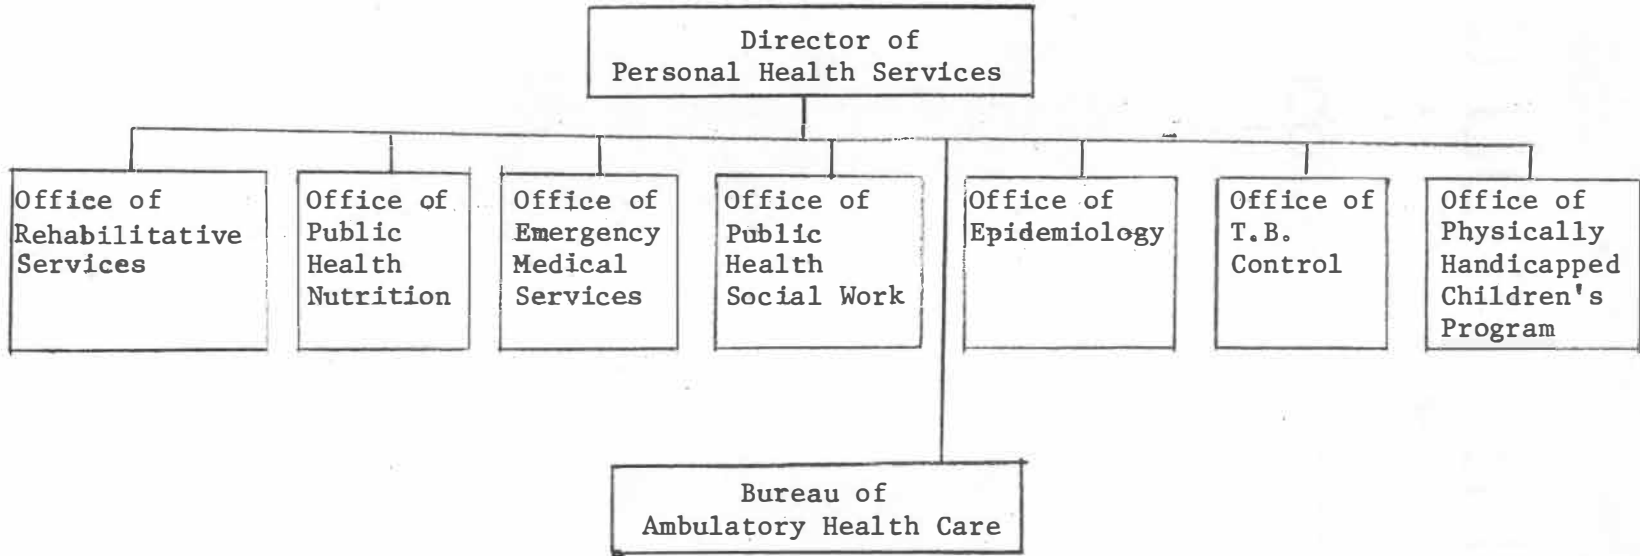 Director of
Personal Health Services
Office of
Rehabilitative
Services
Office of
Public
Health
Nutrition
Office of
Emergency
Medical
Services
Office of
Public
Health
Social Work
Office of
Epidemiology
Office of
T.B.
Control
Office of
Physically
Handicapped
Children's
Program
Bureau of
Ambulatory Health Care